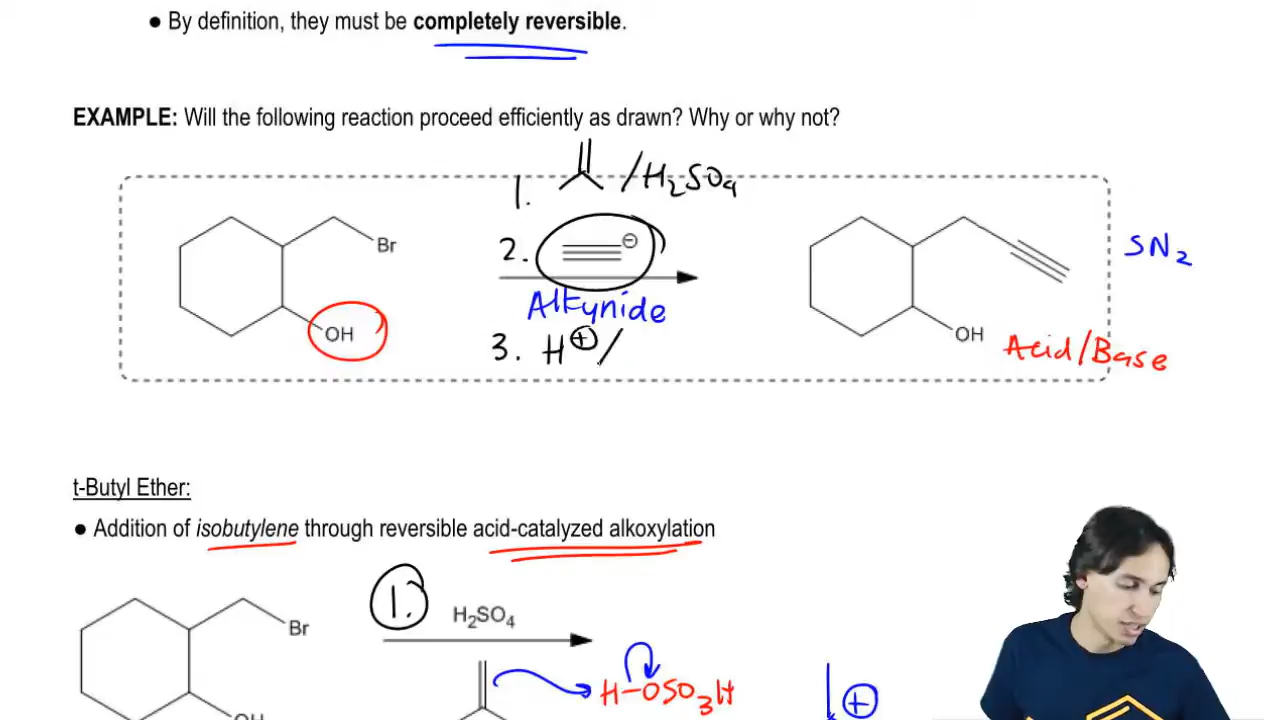 ● By definition, they must be completely reversible.
EXAMPLE: Will the following reaction proceed efficiently as drawn? Why or why not?
1. /H₂SO₄
Br
2. ⊖
SN₂
Alkynide
OH
OH
Acid/Base
3. H⊕/
t-Butyl Ether:
● Addition of isobutylene through reversible acid-catalyzed alkoxylation
1.
H₂SO₄
Br
H-OSO₃H
⊕
OH